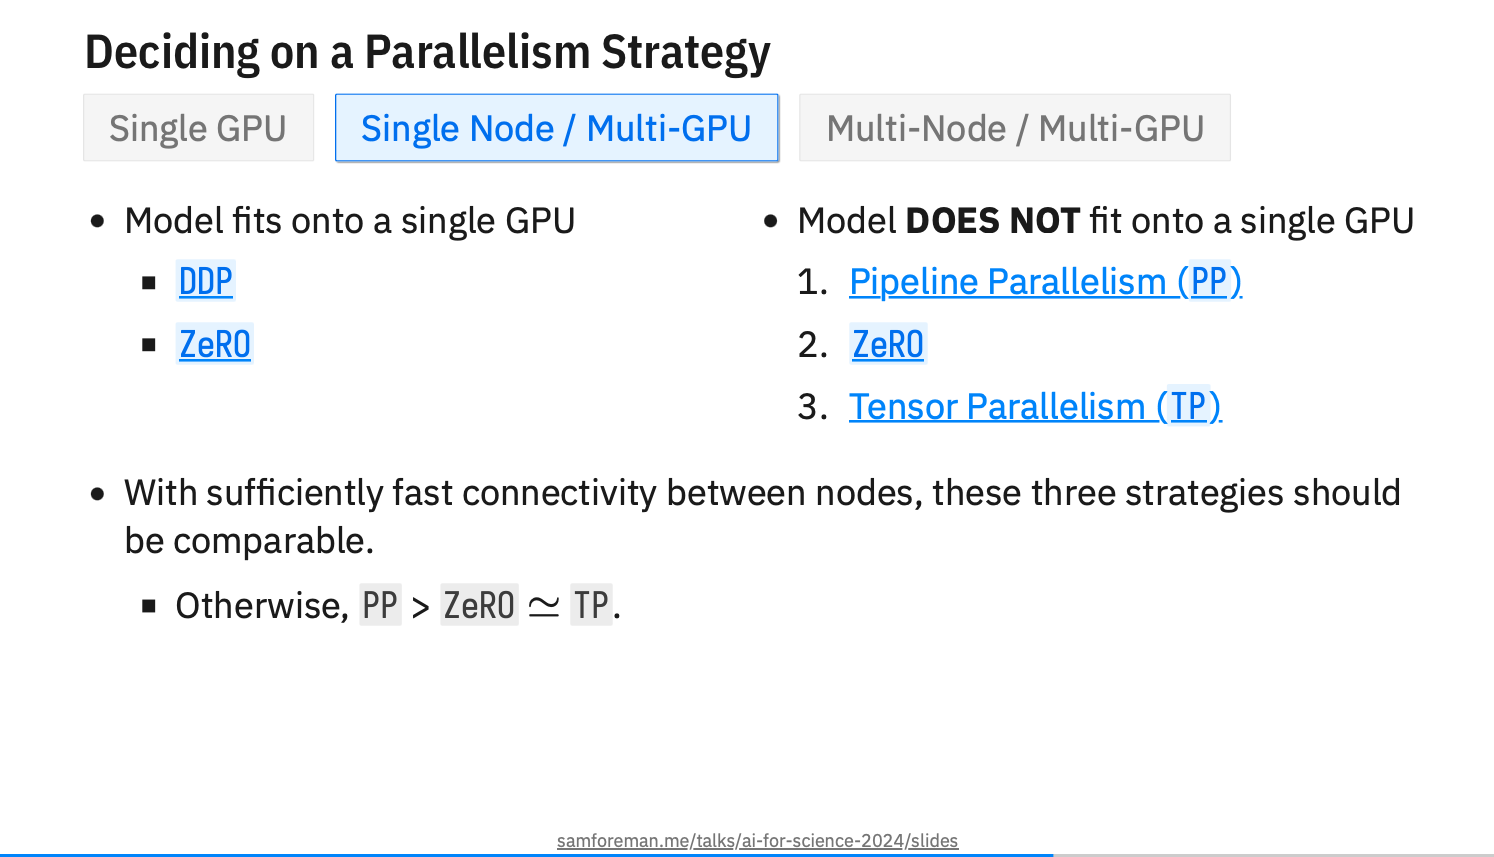 Deciding on a Parallelism Strategy
Single GPU
Single Node / Multi-GPU
Multi-Node / Multi-GPU
• Model fits onto a single GPU
▪ DDP
▪ ZeRO
• Model DOES NOT fit onto a single GPU
1. Pipeline Parallelism (PP)
2. ZeRO
3. Tensor Parallelism (TP)
• With sufficiently fast connectivity between nodes, these three strategies should
be comparable.
▪ Otherwise, PP > ZeRO ≃ TP.
samforeman.me/talks/ai-for-science-2024/slides